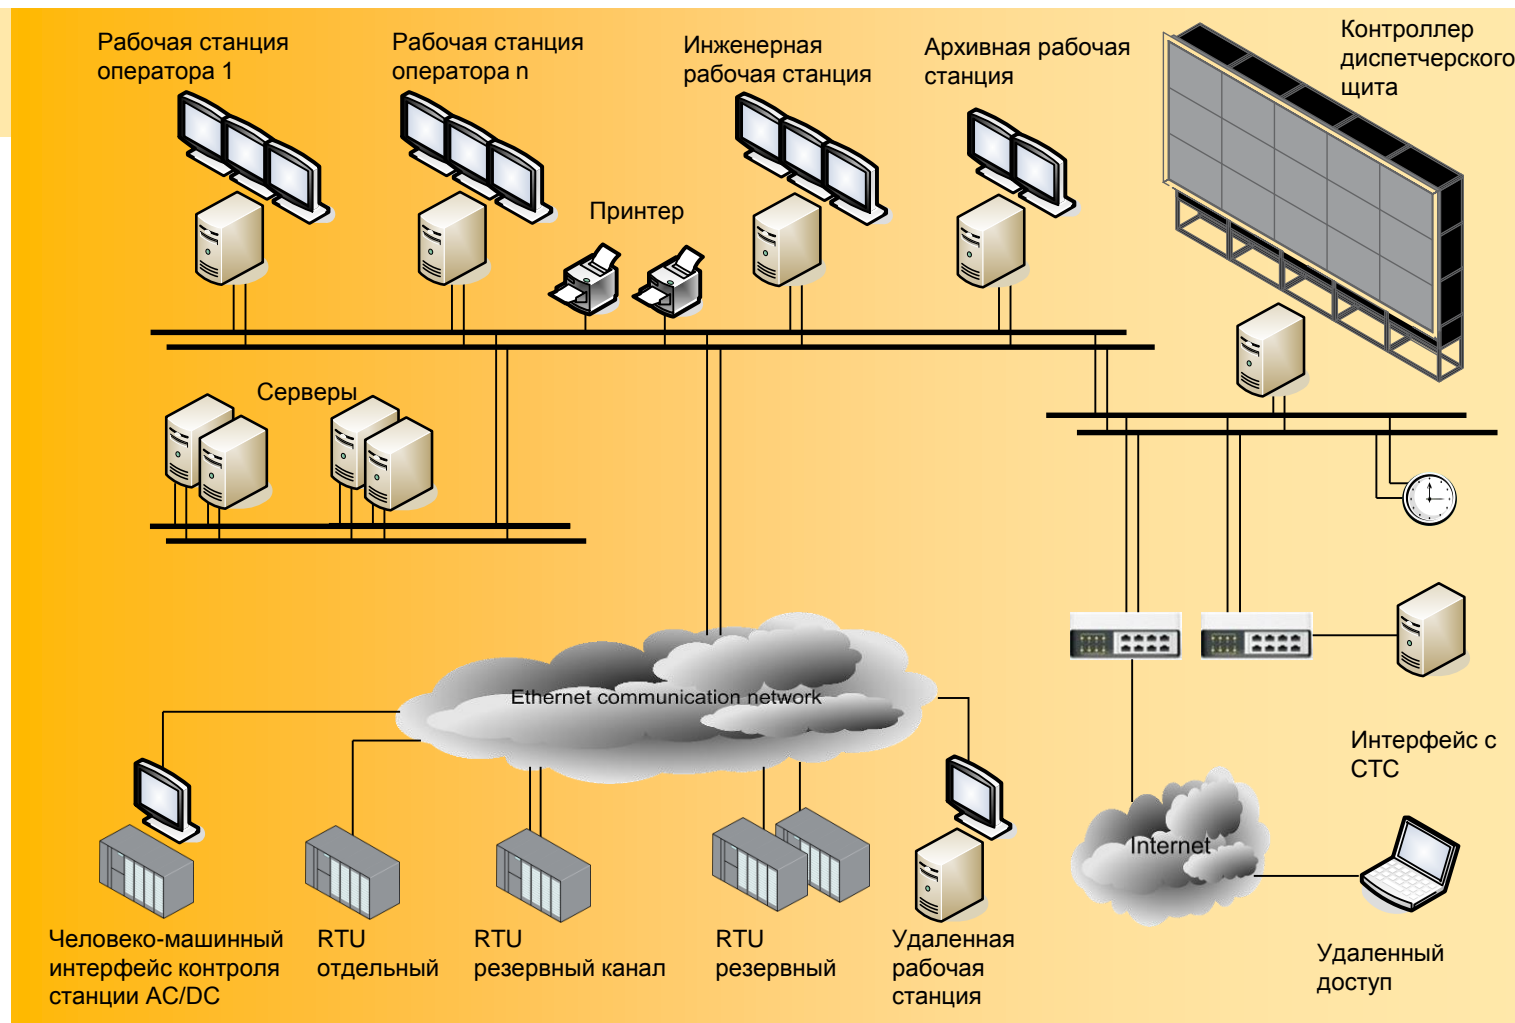 Рабочая станция
оператора 1
Рабочая станция
оператора n
Инженерная
рабочая станция
Архивная рабочая
станция
Контроллер
диспетчерского
щита
Принтер
Серверы
Ethernet communication network
Интерфейс с
СТС
Internet
Человеко-машинный
интерфейс контроля
станции AC/DC
RTU
отдельный
RTU
резервный канал
RTU
резервный
Удаленная
рабочая
станция
Удаленный
доступ